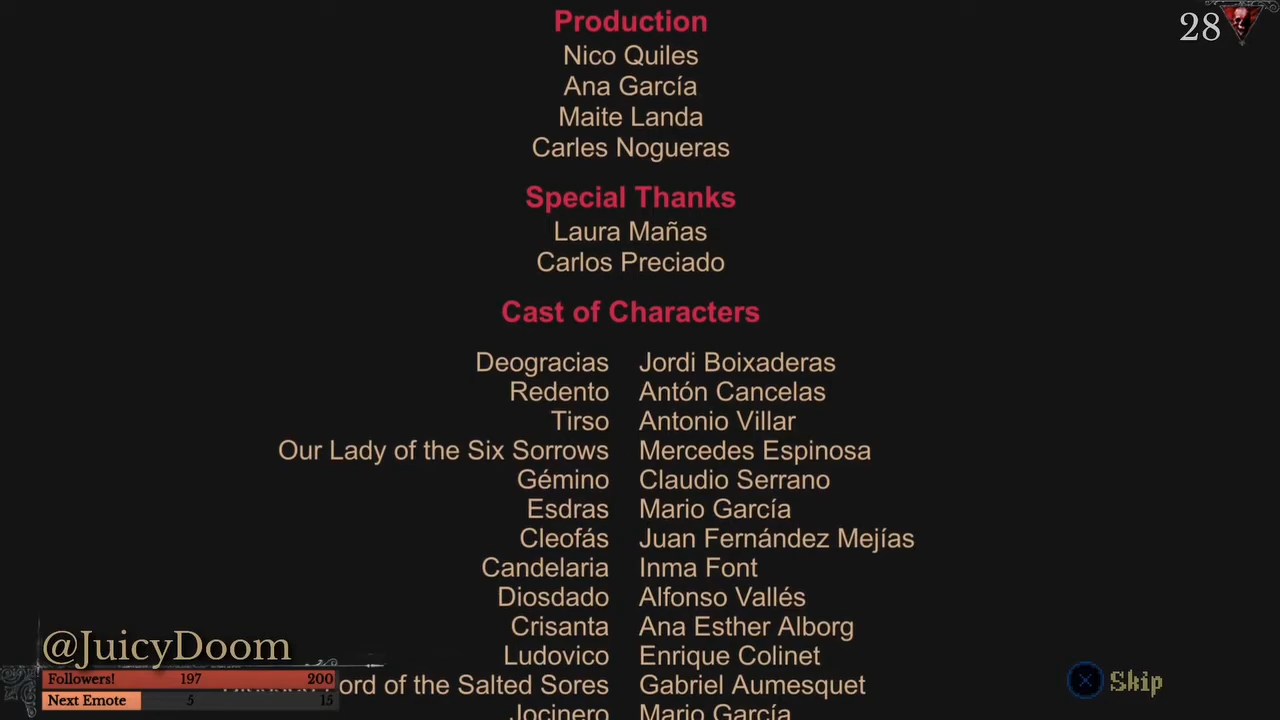 28
Production
Nico Quiles
Ana García
Maite Landa
Carles Nogueras
Special Thanks
Laura Mañas
Carlos Preciado
Cast of Characters
Deogracias Jordi Boixaderas
Redento Antón Cancelas
Tirso Antonio Villar
Our Lady of the Six Sorrows Mercedes Espinosa
Gémino Claudio Serrano
Esdras Mario García
Cleofás Juan Fernández Mejías
Candelaria Inma Font
Diosdado Alfonso Vallés
Crisanta Ana Esther Alborg
Ludovico Enrique Colinet
ord of the Salted Sores Gabriel Aumesquet
Jocinero Mario García
@JuicyDoom
Followers! 197 200
Next Emote 5 15
Skip